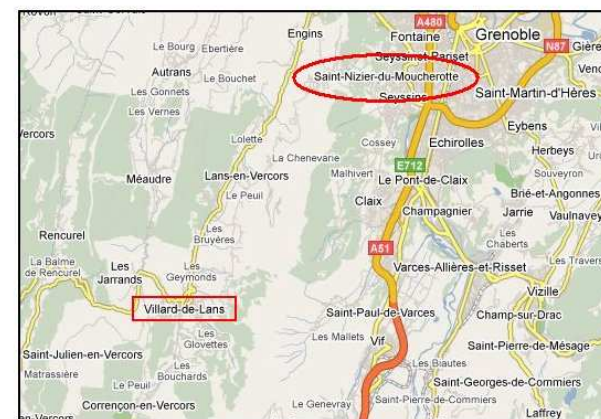 A480
Grenoble
Engins
Fontaine
N87
Gière
Le Bourg
Ebertière
Seyssinet-Pariset
Autrans
Le Bouchet
Saint-Nizier-du-Moucherotte
Les Gonnets
Seyssins
Saint-Martin-d'Hères
Les Vernes
Eybens
Vercors
Lolette
Cossey
Echirolles
Herbeys
La Chenevarie
E712
Souveyron
Méaudre
Lans-en-Vercors
Malhivert
Le Pont-de-Claix
Le Peuil
Brié-et-Angonnes
Claix
Champagnier
Jarrie
Vaulnavey
Rencurel
Les Bruyères
A51
Les Chaberts
La Balme de Rencurel
Les Jarrands
Les Geymonds
Varces-Allières-et-Risset
Les Travers
Vizille
Villard-de-Lans
Saint-Paul-de-Varces
Champ-sur-Drac
Les Glovettes
Les Mallets
Vif
Saint-Pierre-de-Mésage
Saint-Julien-en-Vercors
Les Beautes
Matrassière
Les Bouchards
Saint-Georges-de-Commiers
Le Peuil
Corrençon-en-Vercors
Le Genevray
Saint-Pierre-de-Commiers
Laffrey